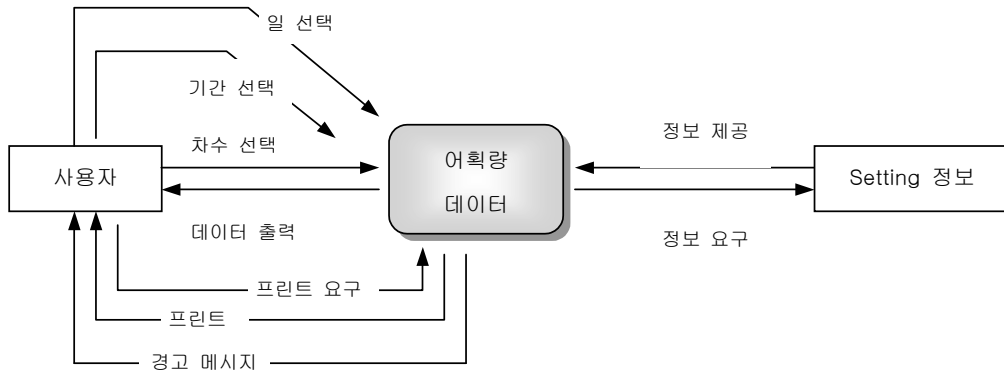 일 선택
기간 선택
차수 선택
사용자
어획량
데이터
정보 제공
Setting 정보
데이터 출력
정보 요구
프린트 요구
프린트
경고 메시지